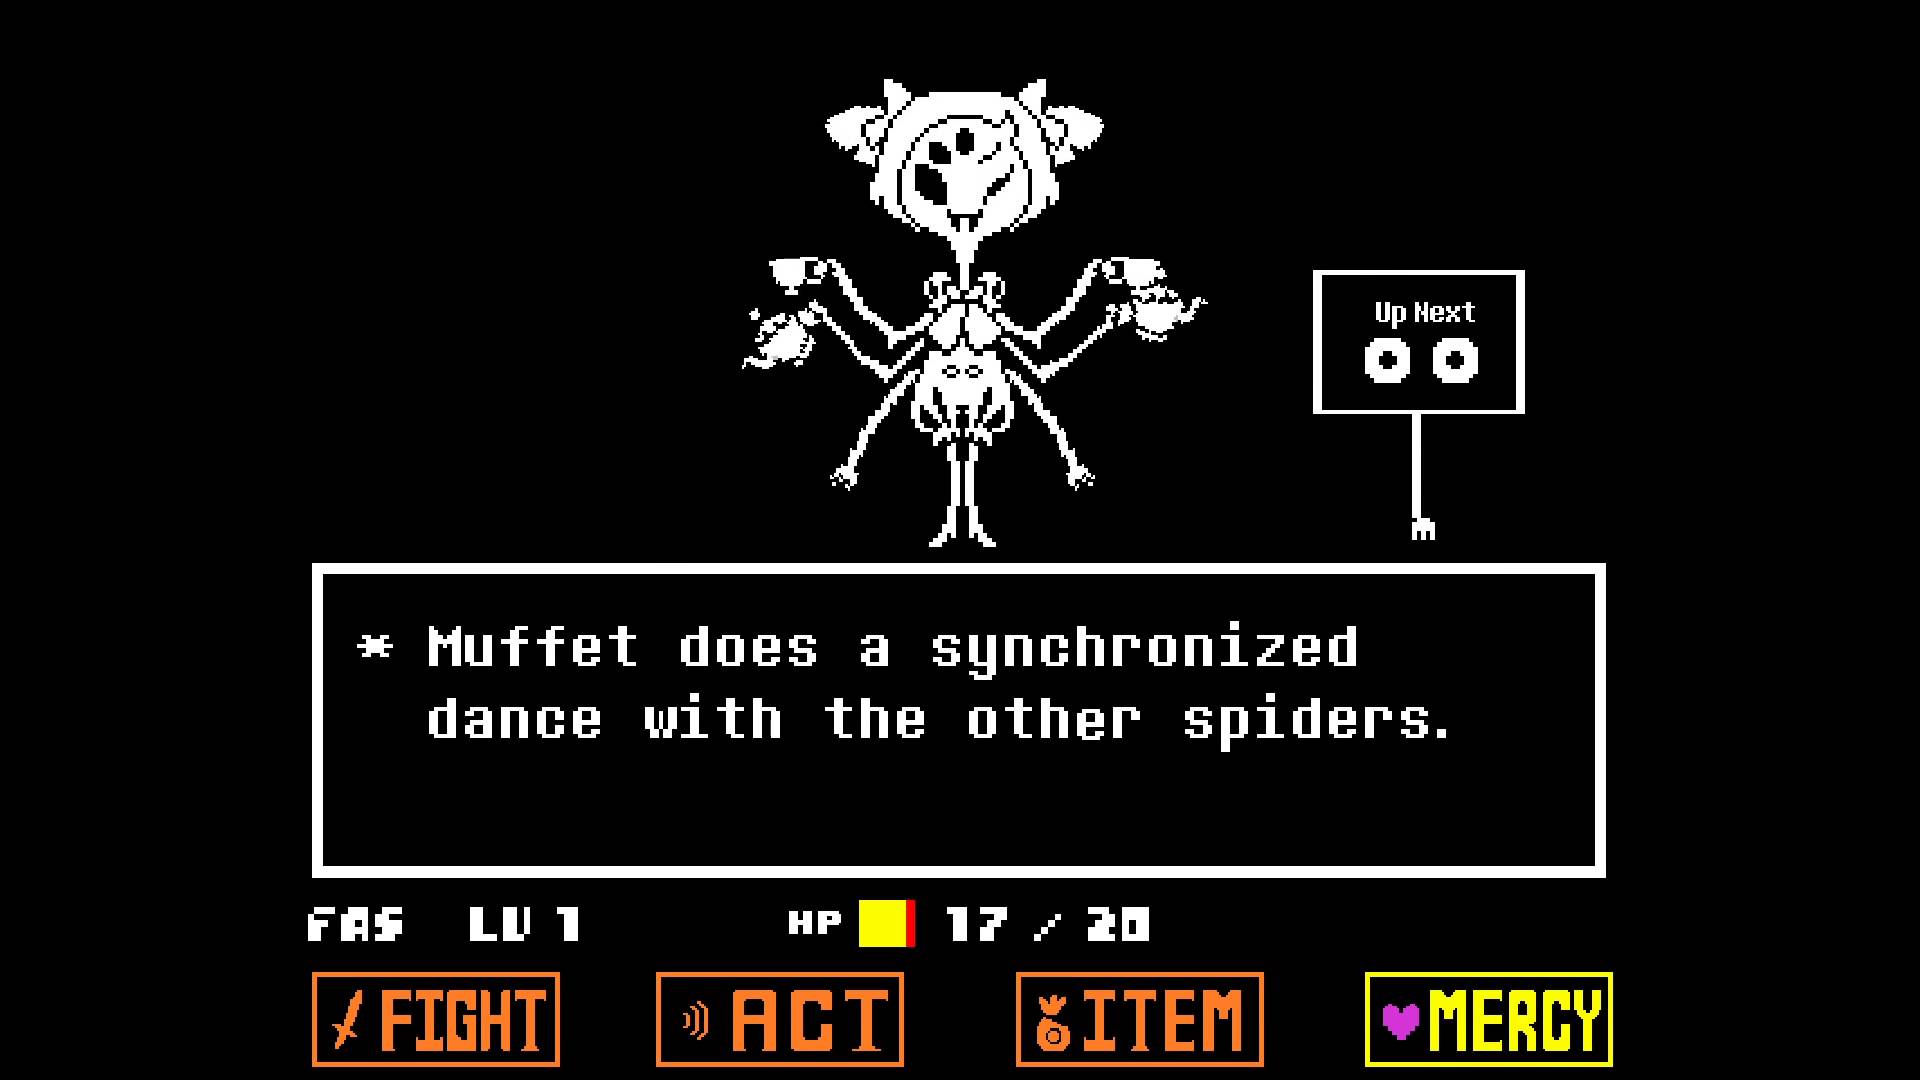 Up Next
* Muffet does a synchronized
dance with the other spiders.
FAS LV 1 HP 17 / 20
FIGHT ACT ITEM MERCY